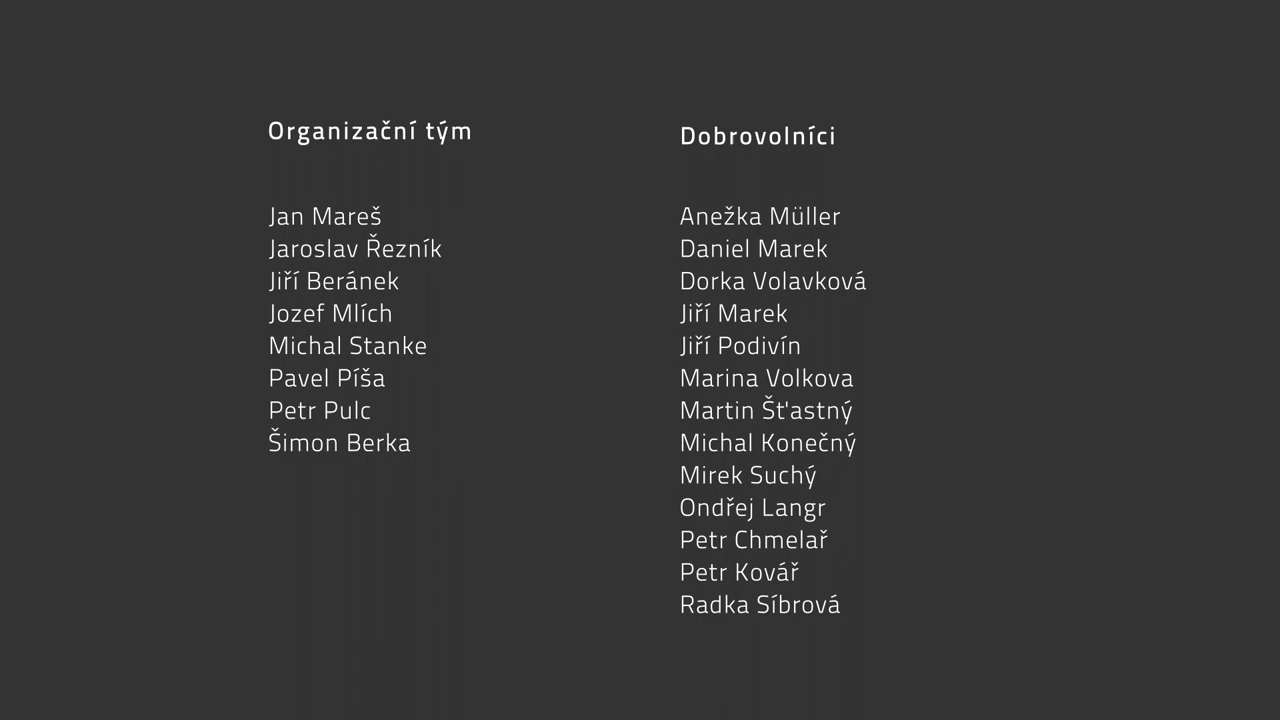 Organizační tým
Jan Mareš
Jaroslav Řezník
Jiří Beránek
Jozef Mlích
Michal Stanke
Pavel Píša
Petr Pulc
Šimon Berka
Dobrovolníci
Anežka Müller
Daniel Marek
Dorka Volavková
Jiří Marek
Jiří Podivín
Marina Volkova
Martin Št'astný
Michal Konečný
Mirek Suchý
Ondřej Langr
Petr Chmelař
Petr Kovář
Radka Síbrová